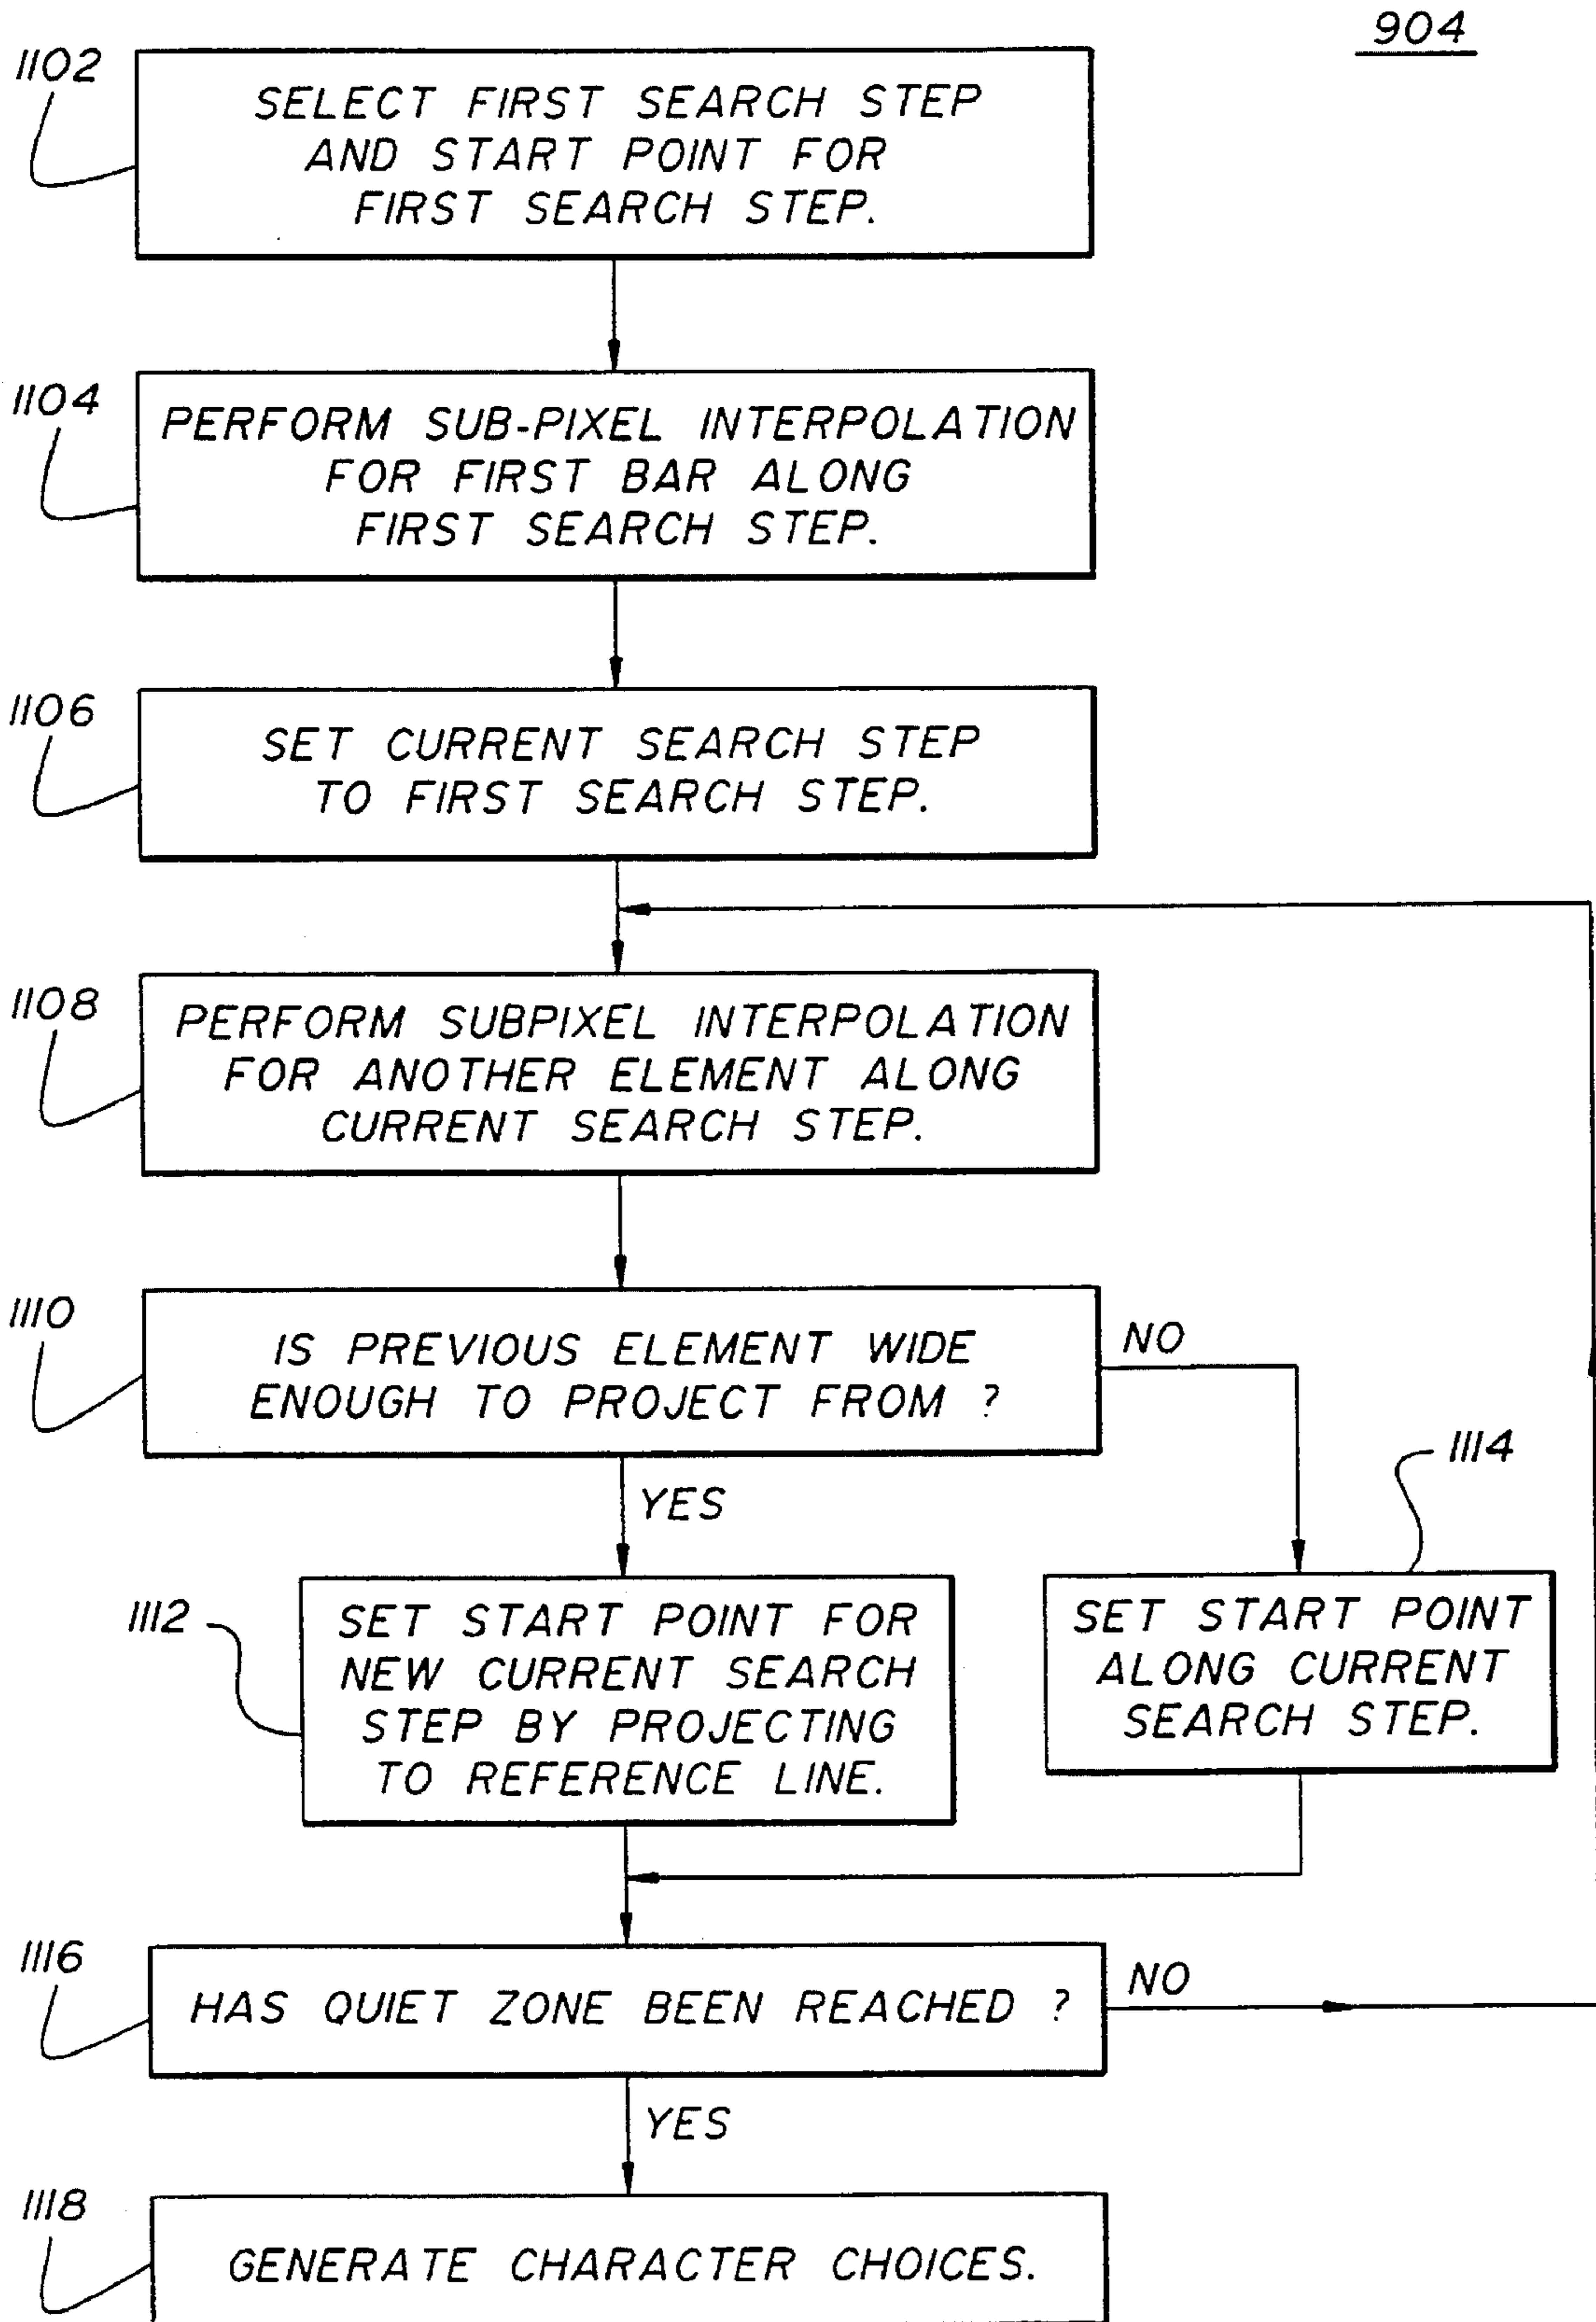 904
1102
SELECT FIRST SEARCH STEP
AND START POINT FOR
FIRST SEARCH STEP.
1104
PERFORM SUB-PIXEL INTERPOLATION
FOR FIRST BAR ALONG
FIRST SEARCH STEP.
1106
SET CURRENT SEARCH STEP
TO FIRST SEARCH STEP.
1108
PERFORM SUBPIXEL INTERPOLATION
FOR ANOTHER ELEMENT ALONG
CURRENT SEARCH STEP.
1110
IS PREVIOUS ELEMENT WIDE
ENOUGH TO PROJECT FROM ?
NO
YES
1114
1112
SET START POINT FOR
NEW CURRENT SEARCH
STEP BY PROJECTING
TO REFERENCE LINE.
SET START POINT
ALONG CURRENT
SEARCH STEP.
1116
HAS QUIET ZONE BEEN REACHED ?
NO
YES
1118
GENERATE CHARACTER CHOICES.